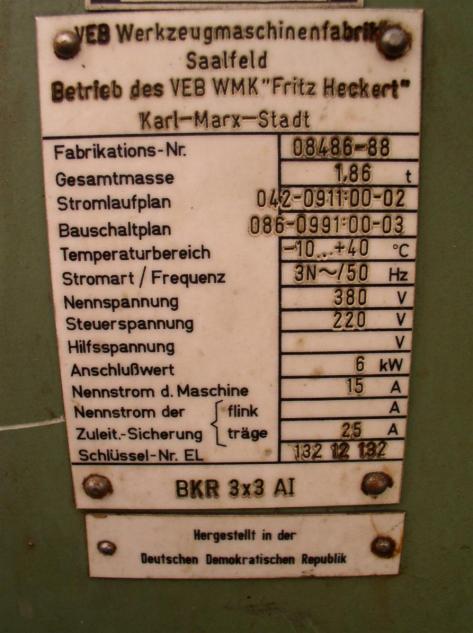 VEB Werkzeugmaschinenfabrik
Saalfeld
Betrieb des VEB WMK "Fritz Heckert"
Karl-Marx-Stadt
Fabrikations-Nr. 08486-88
Gesamtmasse 1,86 t
Stromlaufplan 042-0911:00-02
Bauschaltplan 086-0991:00-03
Temperaturbereich -10...+40 °C
Stromart / Frequenz 3N~/50 Hz
Nennspannung 380 V
Steuerspannung 220 V
Hilfsspannung V
Anschlußwert 6 kW
Nennstrom d. Maschine 15 A
Nennstrom der { flink A
Zuleit.-Sicherung träge 25 A
Schlüssel-Nr. EL 132 12 132
BKR 3x3 AI
Hergestellt in der
Deutschen Demokratischen Republik